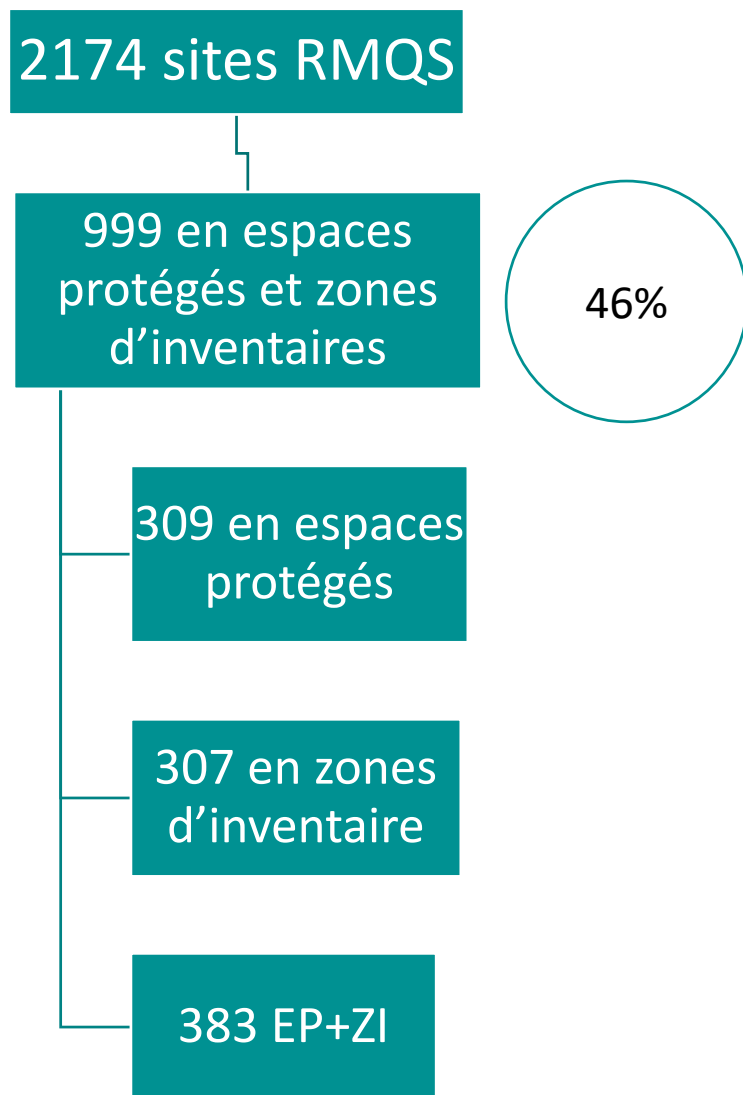 2174 sites RMQS
999 en espaces
protégés et zones
d’inventaires
46%
309 en espaces
protégés
307 en zones
d’inventaire
383 EP+ZI